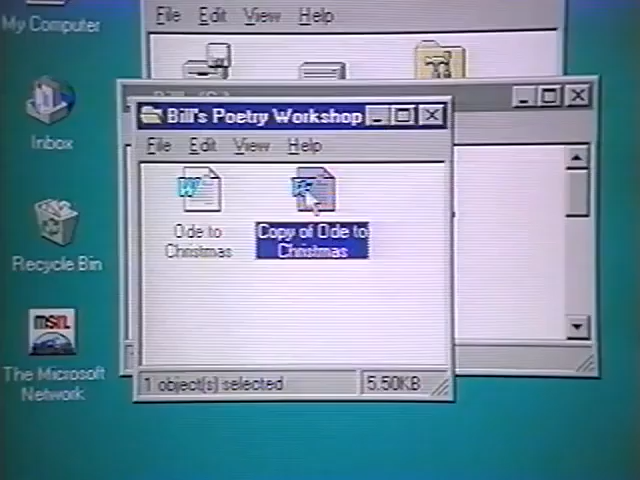 My Computer
File Edit View Help
Inbox
Bill's Poetry Workshop
File Edit View Help
Ode to
Christmas
Copy of Ode to
Christmas
Recycle Bin
msn
The Microsoft
Network
1 object(s) selected
5.50KB